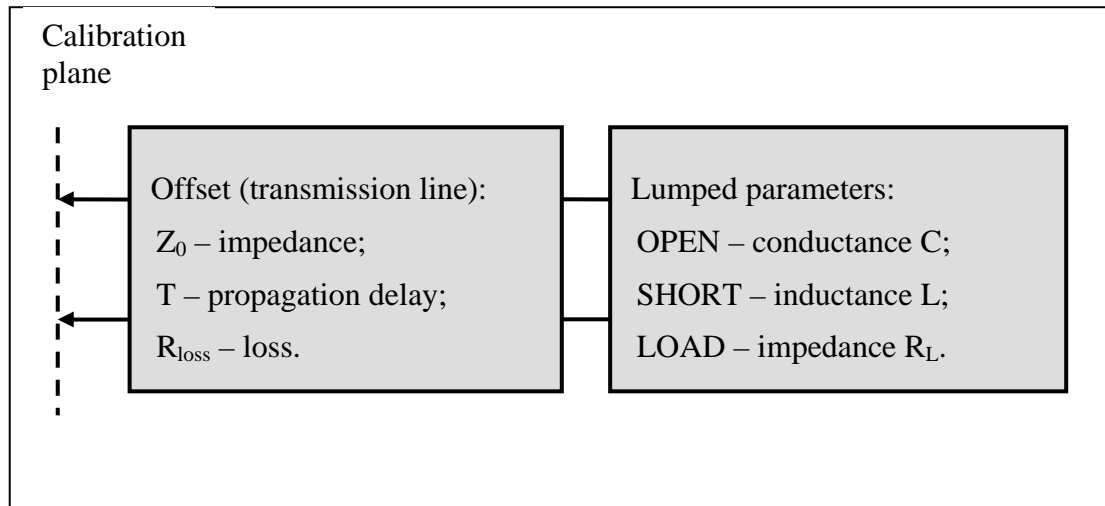 Calibration
plane
Offset (transmission line):
Z₀ – impedance;
T – propagation delay;
Rₗₒₛₛ – loss.
Lumped parameters:
OPEN – conductance C;
SHORT – inductance L;
LOAD – impedance R_L.